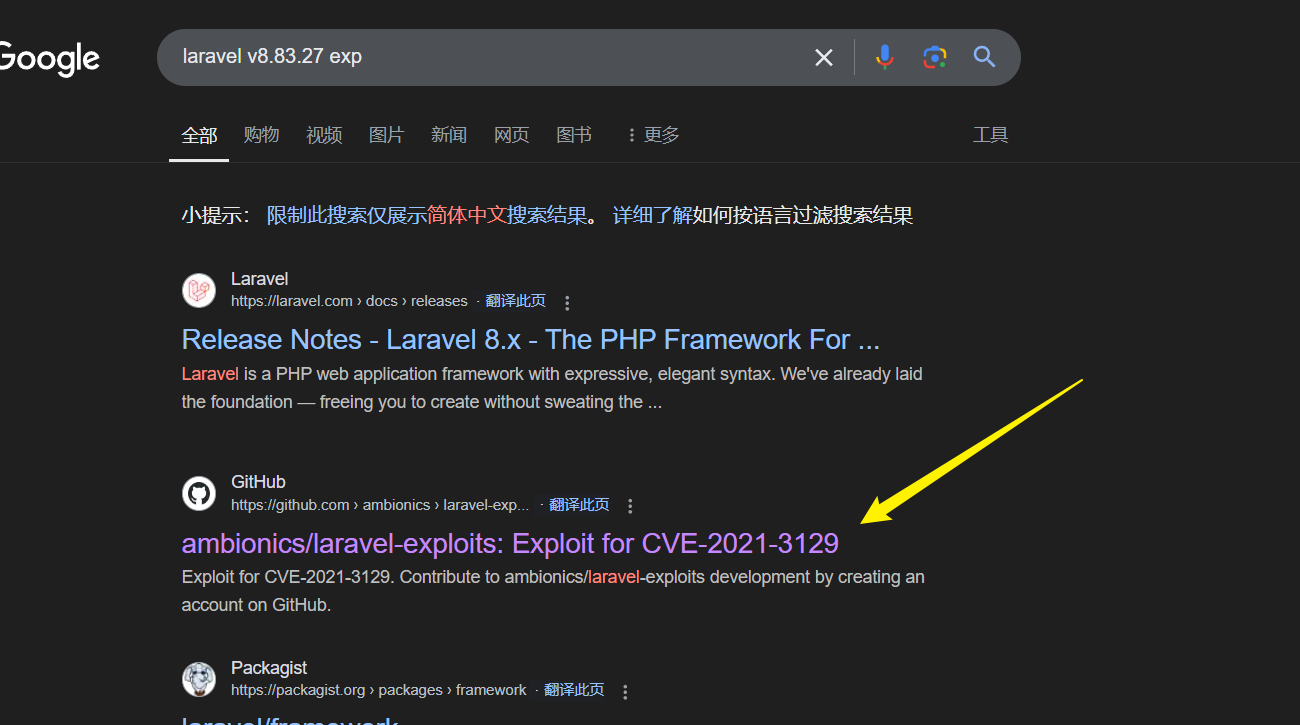 Google
laravel v8.83.27 exp
全部 购物 视频 图片 新闻 网页 图书 更多 工具
小提示： 限制此搜索仅展示简体中文搜索结果。 详细了解如何按语言过滤搜索结果
Laravel
https://laravel.com › docs › releases · 翻译此页
Release Notes - Laravel 8.x - The PHP Framework For ...
Laravel is a PHP web application framework with expressive, elegant syntax. We've already laid
the foundation — freeing you to create without sweating the ...
GitHub
https://github.com › ambionics › laravel-exp... · 翻译此页
ambionics/laravel-exploits: Exploit for CVE-2021-3129
Exploit for CVE-2021-3129. Contribute to ambionics/laravel-exploits development by creating an
account on GitHub.
Packagist
https://packagist.org › packages › framework · 翻译此页
laravel/framework